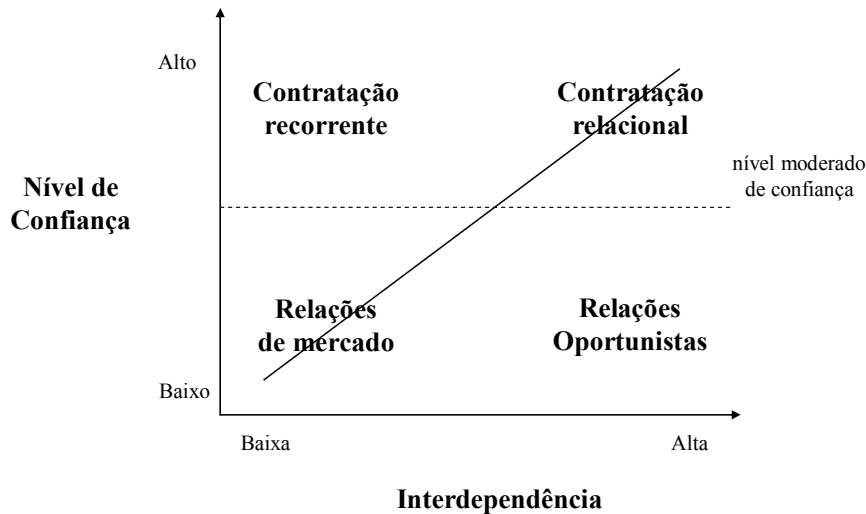 Alto
Contratação
recorrente
Contratação
relacional
nível moderado
de confiança
Nível de
Confiança
Relações
de mercado
Relações
Oportunistas
Baixo
Baixa
Alta
Interdependência